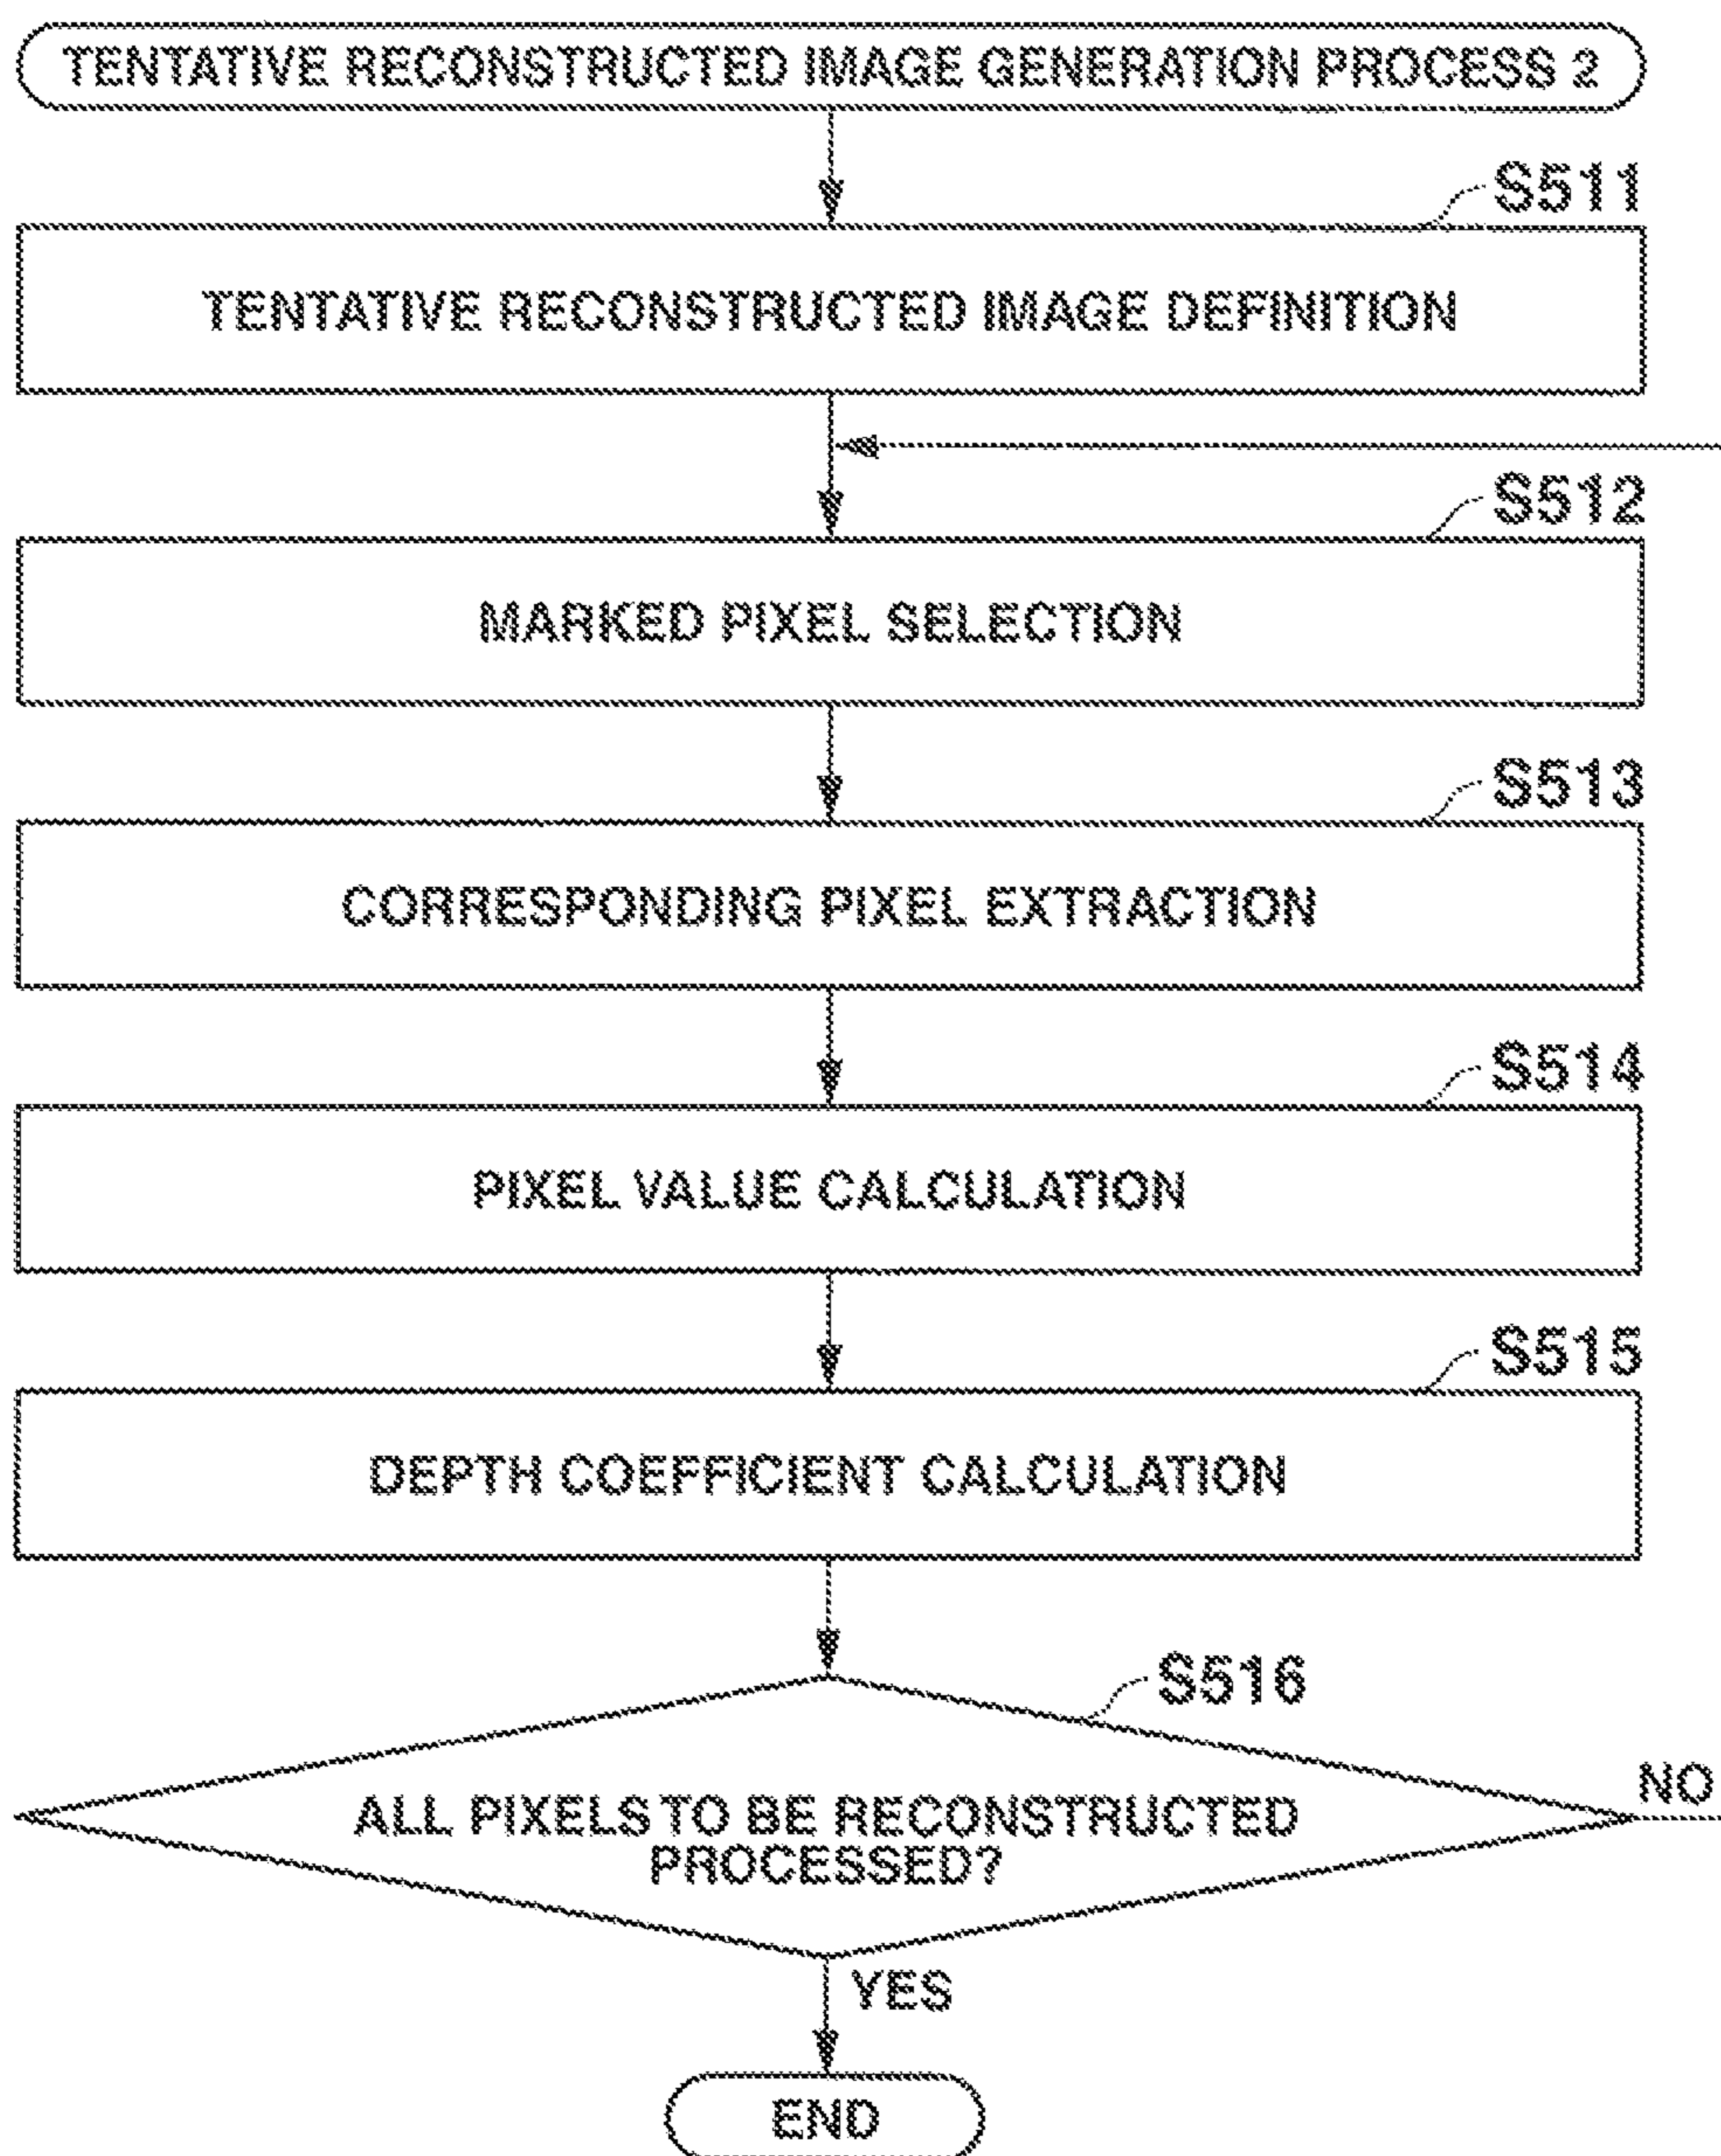 TENTATIVE RECONSTRUCTED IMAGE GENERATION PROCESS 2
S511
TENTATIVE RECONSTRUCTED IMAGE DEFINITION
S512
MARKED PIXEL SELECTION
S513
CORRESPONDING PIXEL EXTRACTION
S514
PIXEL VALUE CALCULATION
S515
DEPTH COEFFICIENT CALCULATION
S516
ALL PIXELS TO BE RECONSTRUCTED
PROCESSED?
NO
YES
END